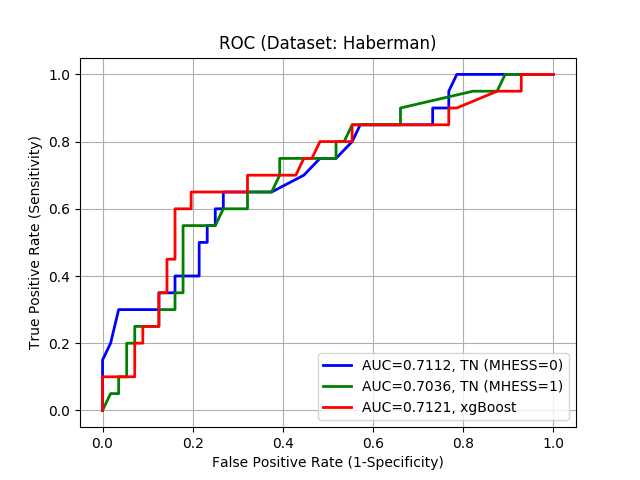 ROC (Dataset: Haberman)
True Positive Rate (Sensitivity)
1.0
0.8
0.6
0.4
0.2
0.0
AUC=0.7112, TN (MHESS=0)
AUC=0.7036, TN (MHESS=1)
AUC=0.7121, xgBoost
0.0 0.2 0.4 0.6 0.8 1.0
False Positive Rate (1-Specificity)